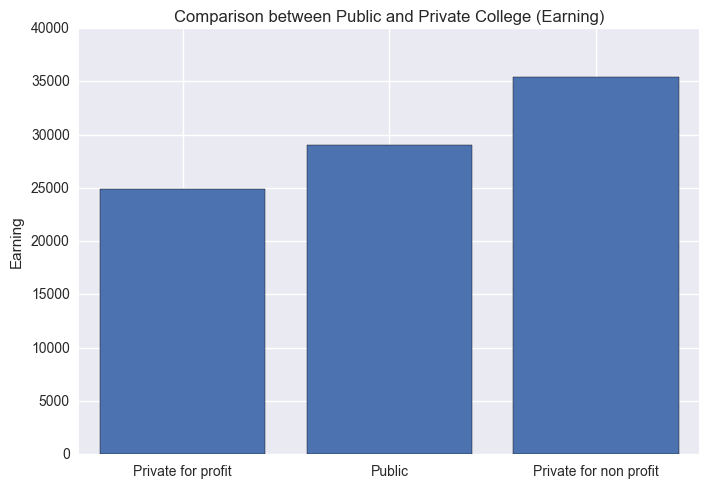 Comparison between Public and Private College (Earning)
40000
35000
30000
25000
20000
15000
10000
5000
0
Earning
Private for profit
Public
Private for non profit